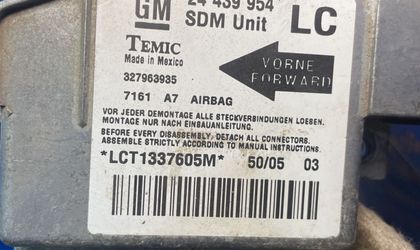 GM 24 439 954 LC
SDM Unit
TEMIC
Made in Mexico
VORNE
FORWARD
327963935
7161 A7 AIRBAG
VOR JEDER DEMONTAGE ALLE STECKVERBINDUNGEN LOESEN.
MONTAGE NUR NACH EINBAUANLEITUNG.
BEFORE EVERY DISASSEMBLY, DETACH ALL CONNECTORS.
ASSEMBLE STRICTLY ACCORDING TO MANUAL INSTRUCTIONS.
*LCT1337605M* 50/05 03